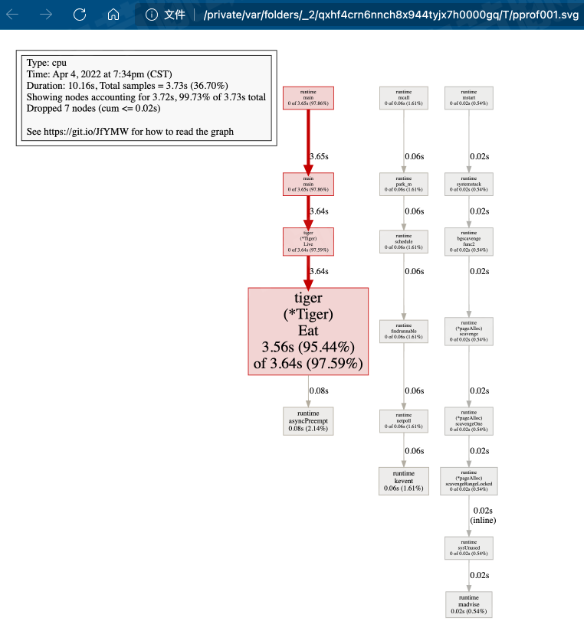 文件
/private/var/folders/_2/qxhf4crn6nnch8x944tyjx7h0000gq/T/pprof001.svg
Type: cpu
Time: Apr 4, 2022 at 7:34pm (CST)
Duration: 10.16s, Total samples = 3.73s (36.70%)
Showing nodes accounting for 3.72s, 99.73% of 3.73s total
Dropped 7 nodes (cum <= 0.02s)
See https://git.io/JfYMW for how to read the graph
runtime
main
0 of 3.65s (97.86%)
3.65s
main
main
0 of 3.65s (97.86%)
3.64s
tiger
(*Tiger)
Live
0 of 3.64s (97.59%)
3.64s
tiger
(*Tiger)
Eat
3.56s (95.44%)
of 3.64s (97.59%)
0.08s
runtime
asyncPreempt
0.08s (2.14%)
runtime
mcall
0 of 0.06s (1.61%)
0.06s
runtime
park_m
0 of 0.06s (1.61%)
0.06s
runtime
schedule
0 of 0.06s (1.61%)
0.06s
runtime
findrunnable
0 of 0.06s (1.61%)
0.06s
runtime
netpoll
0 of 0.06s (1.61%)
0.06s
runtime
kevent
0.06s (1.61%)
runtime
mstart
0 of 0.02s (0.54%)
0.02s
runtime
systemstack
0 of 0.02s (0.54%)
0.02s
runtime
bgscavenge
func2
0 of 0.02s (0.54%)
0.02s
runtime
(*pageAlloc)
scavenge
0 of 0.02s (0.54%)
0.02s
runtime
(*pageAlloc)
scavengeOne
0 of 0.02s (0.54%)
0.02s
runtime
(*pageAlloc)
scavengeRangeLocked
0 of 0.02s (0.54%)
0.02s
(inline)
runtime
sysUnused
0 of 0.02s (0.54%)
0.02s
runtime
madvise
0.02s (0.54%)